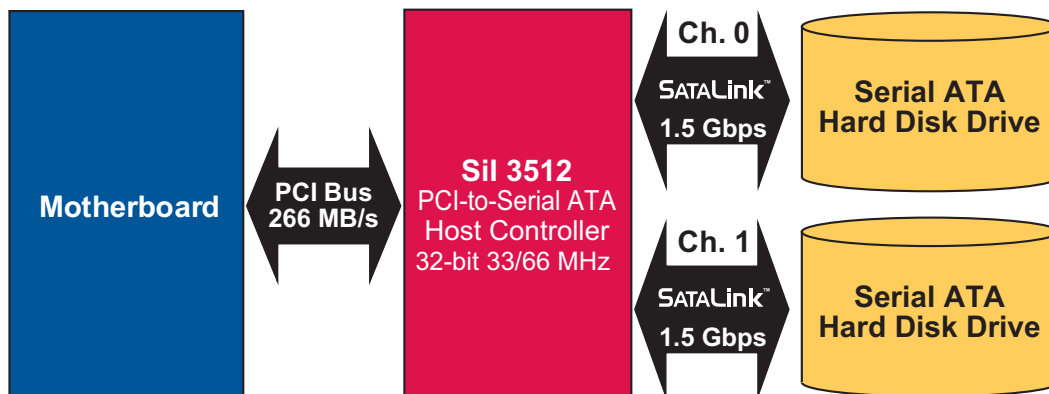 Motherboard
PCI Bus
266 MB/s
SiI 3512
PCI-to-Serial ATA
Host Controller
32-bit 33/66 MHz
Ch. 0
SATALink™
1.5 Gbps
Serial ATA
Hard Disk Drive
Ch. 1
SATALink™
1.5 Gbps
Serial ATA
Hard Disk Drive